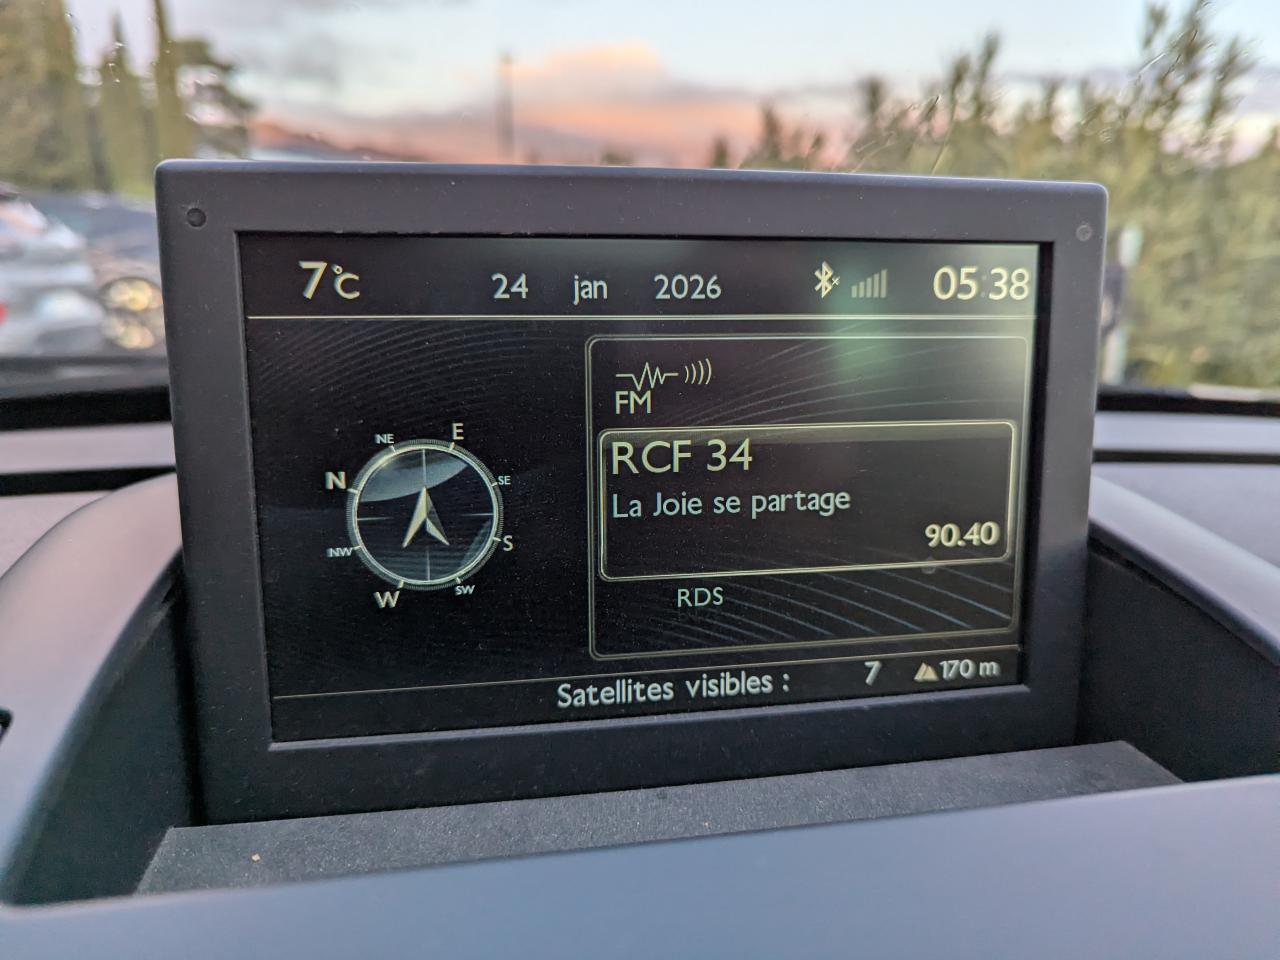 7°C 24 jan 2026 05:38
FM
RCF 34
La Joie se partage
90.40
RDS
N
NE
E
SE
S
SW
W
NW
Satellites visibles : 7 170 m